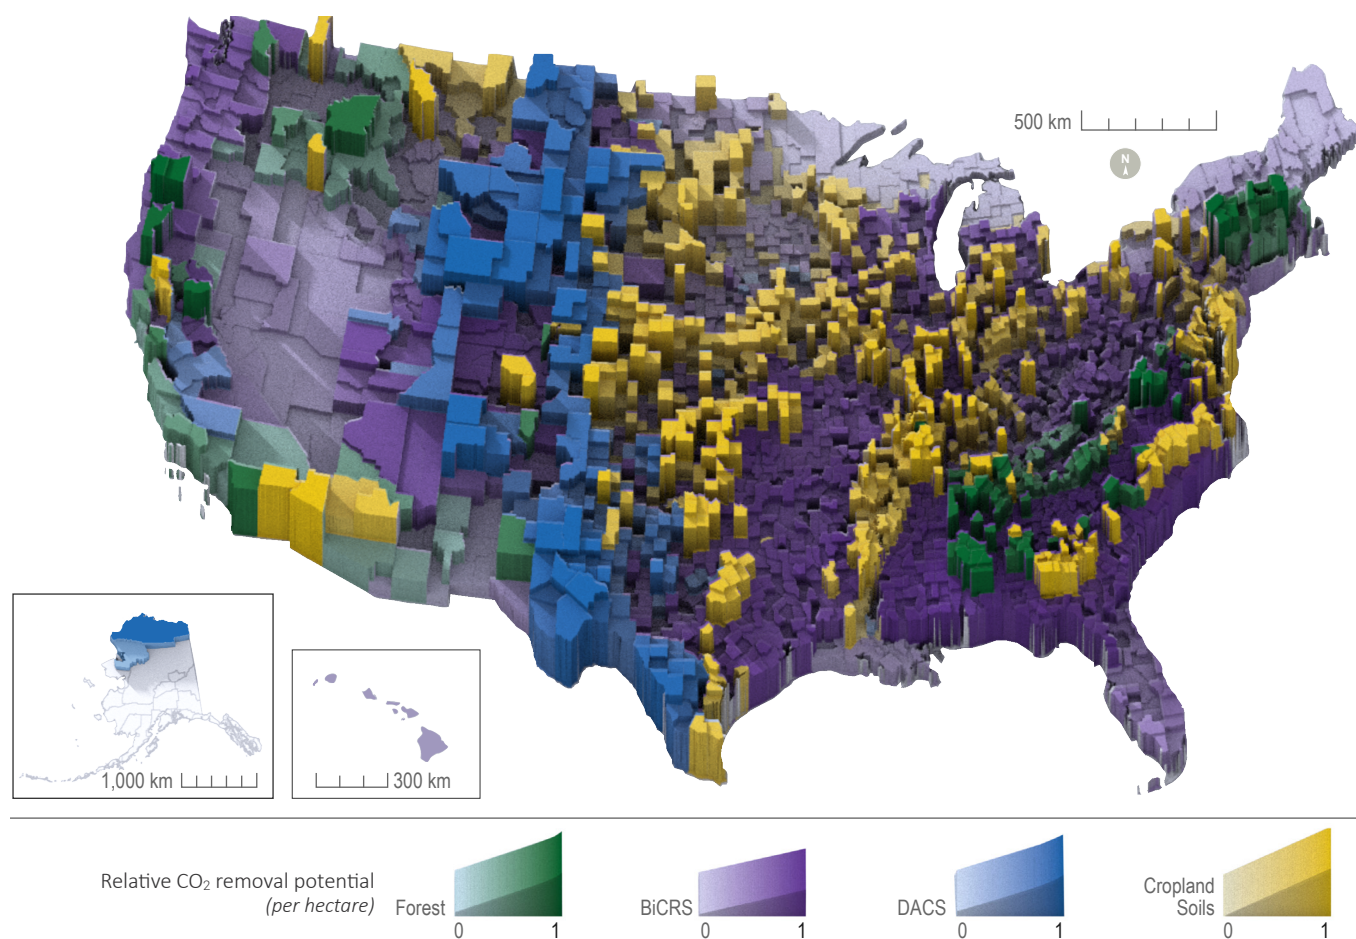 500 km
N
1,000 km
300 km
Relative CO₂ removal potential
(per hectare)
Forest
0 1
BiCRS
0 1
DACS
0 1
Cropland
Soils
0 1